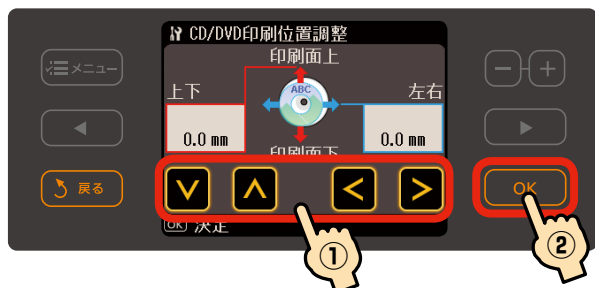 CD/DVD印刷位置調整
印刷面上
メニュー
上下
ABC
左右
− +
0.0 mm
0.0 mm
印刷面下
戻る
OK
OK 決定
①
②